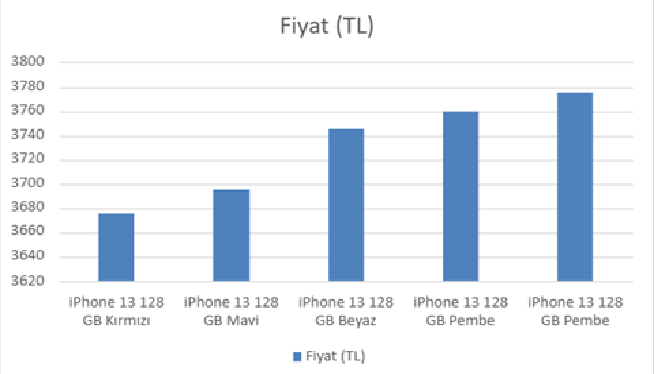 Fiyat (TL)
3800
3780
3760
3740
3720
3700
3680
3660
3640
3620
iPhone 13 128
GB Kırmızı
iPhone 13 128
GB Mavi
iPhone 13 128
GB Beyaz
iPhone 13 128
GB Pembe
iPhone 13 128
GB Pembe
Fiyat (TL)